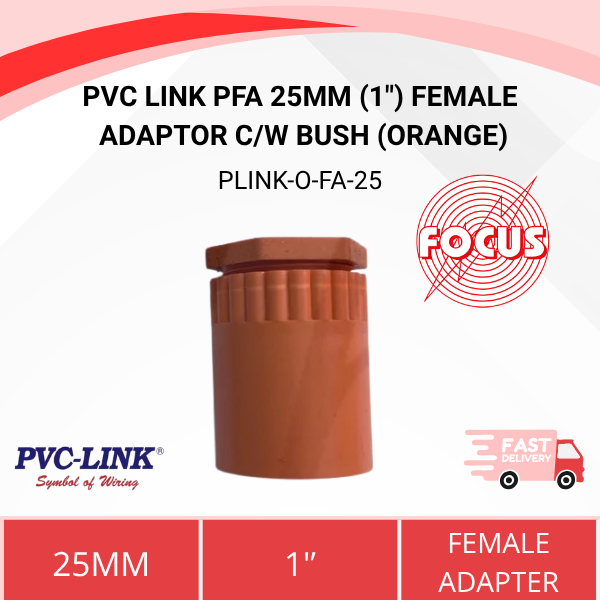 PVC LINK PFA 25MM (1") FEMALE
ADAPTOR C/W BUSH (ORANGE)
PLINK-O-FA-25
FOCUS
PVC-LINK®
Symbol of Wiring
FAST
DELIVERY
25MM
1”
FEMALE
ADAPTER